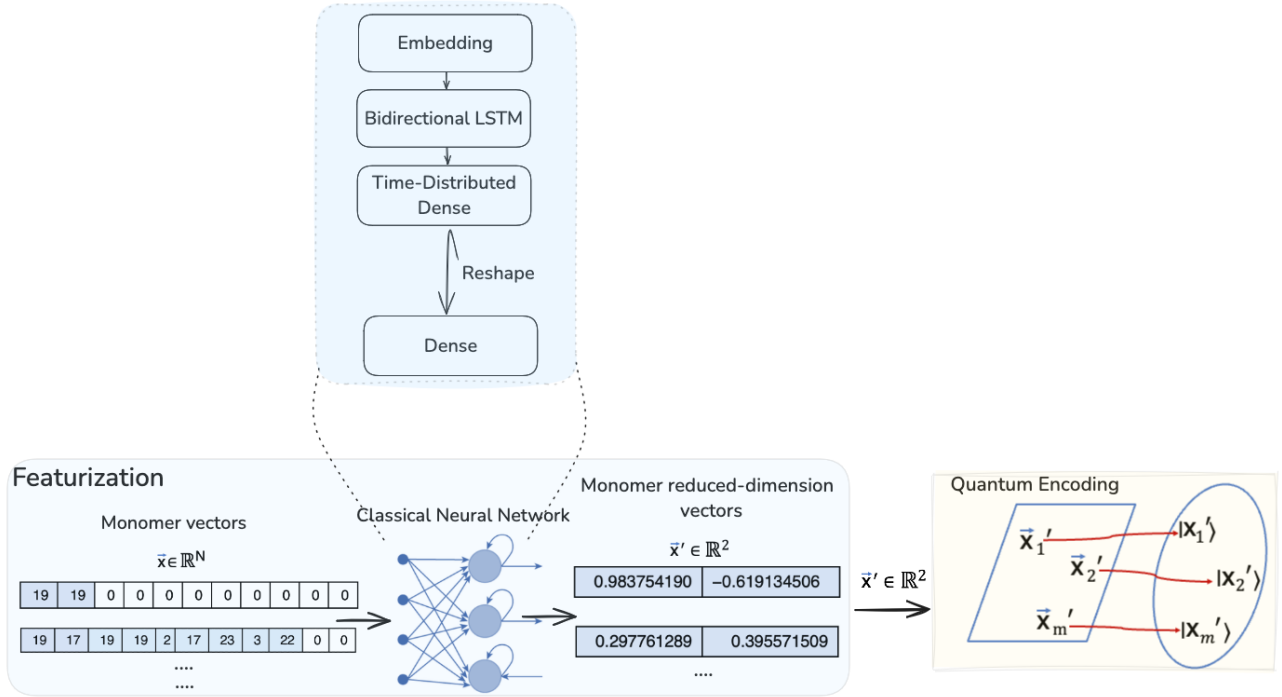 Embedding
Bidirectional LSTM
Time-Distributed
Dense
Reshape
Dense
Featurization
Monomer vectors
x⃗ ∈ ℝᴺ
19 19 0 0 0 0 0 0 0 0 0
19 17 19 19 2 17 23 3 22 0 0
....
....
Classical Neural Network
Monomer reduced-dimension
vectors
x⃗ ′ ∈ ℝ²
0.983754190 −0.619134506
0.297761289 0.395571509
....
x⃗ ′ ∈ ℝ²
Quantum Encoding
x⃗₁′ |x₁′⟩
x⃗₂′ |x₂′⟩
x⃗ₘ′ |xₘ′⟩